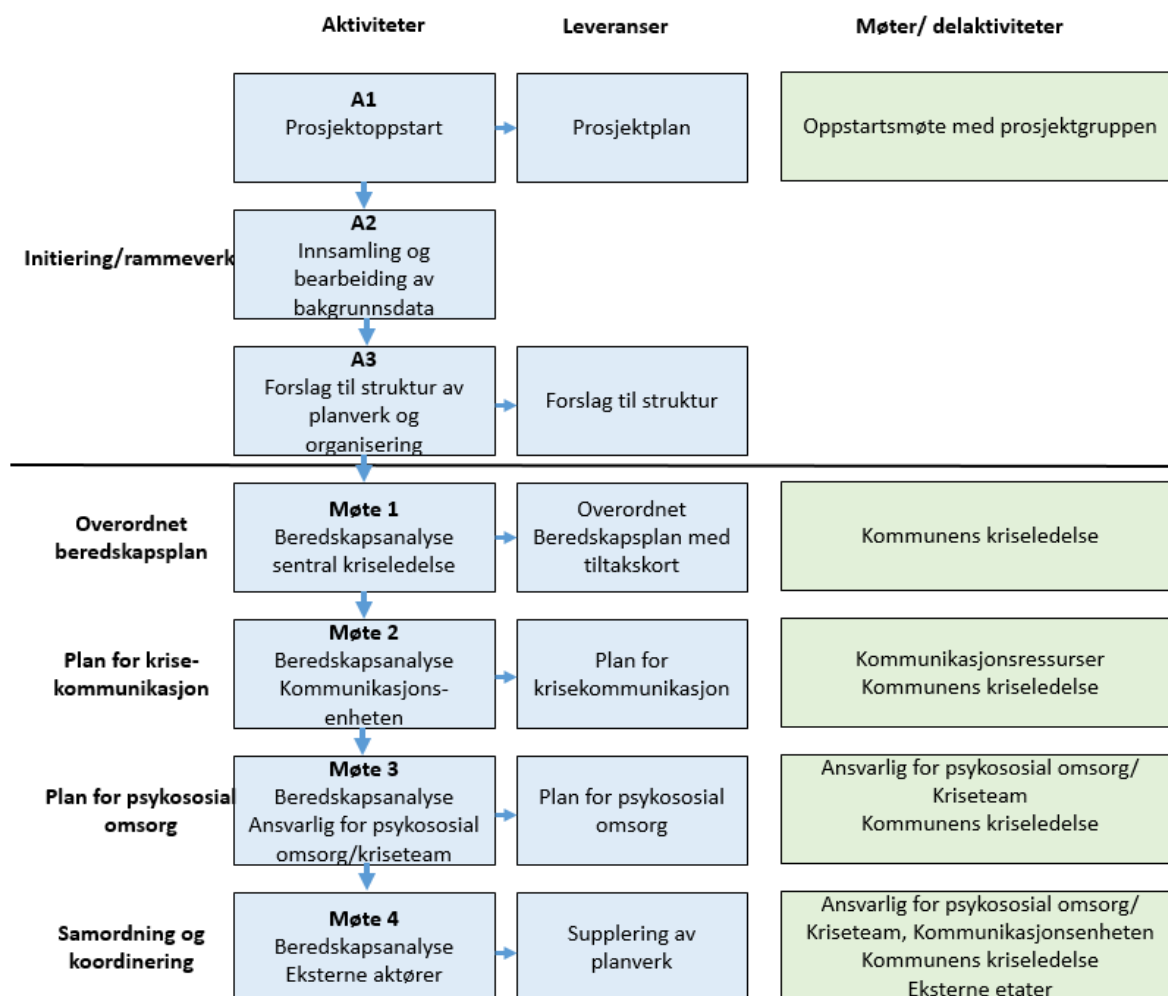 Aktiviteter
Leveranser
Møter/ delaktiviteter
A1
Prosjektoppstart
Prosjektplan
Oppstartsmøte med prosjektgruppen
Initiering/rammeverk
A2
Innsamling og
bearbeiding av
bakgrunnsdata
A3
Forslag til struktur av
planverk og
organisering
Forslag til struktur
Overordnet
beredskapsplan
Møte 1
Beredskapsanalyse
sentral kriseledelse
Overordnet
Beredskapsplan med
tiltakskort
Kommunens kriseledelse
Plan for krise-
kommunikasjon
Møte 2
Beredskapsanalyse
Kommunikasjons-
enheten
Plan for
krisekommunikasjon
Kommunikasjonsressurser
Kommunens kriseledelse
Plan for psykososial
omsorg
Møte 3
Beredskapsanalyse
Ansvarlig for psykososial
omsorg/kriseteam
Plan for psykososial
omsorg
Ansvarlig for psykososial omsorg/
Kriseteam
Kommunens kriseledelse
Samordning og
koordinering
Møte 4
Beredskapsanalyse
Eksterne aktører
Supplering av
planverk
Ansvarlig for psykososial omsorg/
Kriseteam, Kommunikasjonsenheten
Kommunens kriseledelse
Eksterne etater